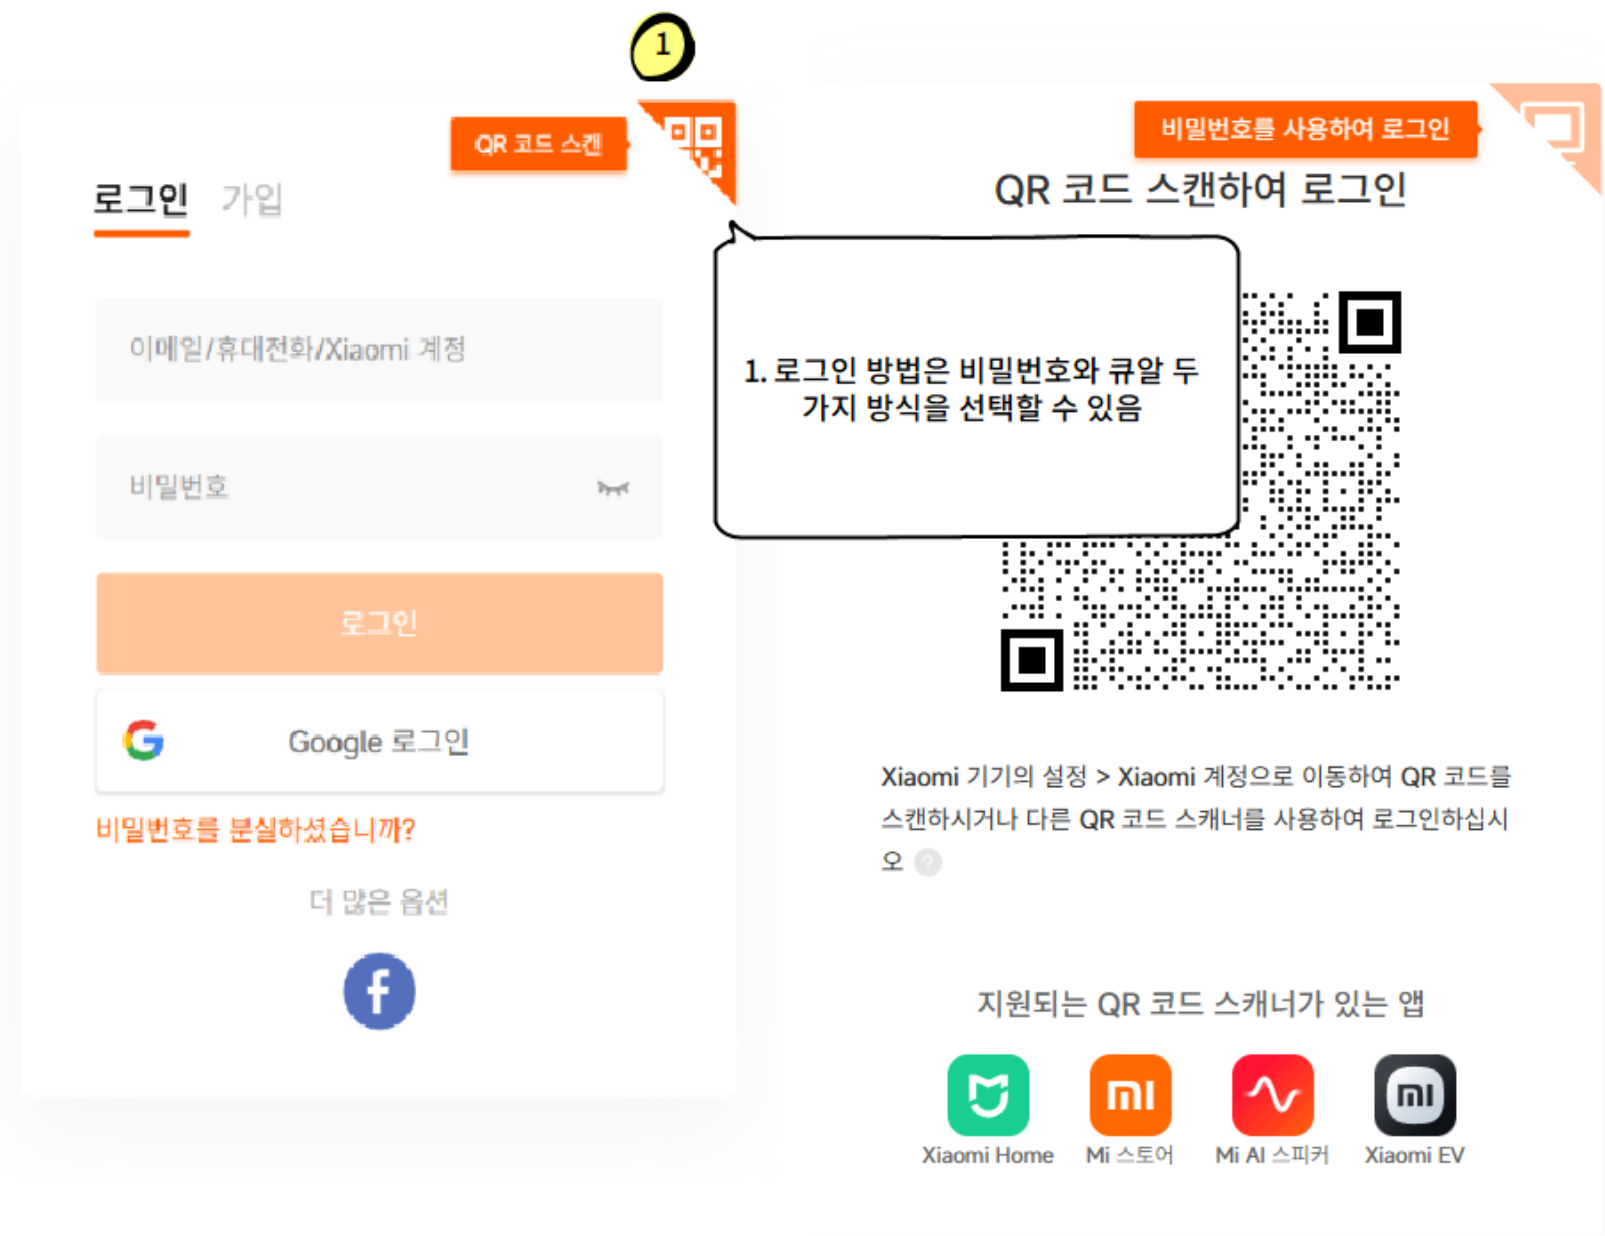 1
QR 코드 스캔
로그인 가입
이메일/휴대전화/Xiaomi 계정
비밀번호
로그인
Google 로그인
비밀번호를 분실하셨습니까?
더 많은 옵션
1. 로그인 방법은 비밀번호와 큐알 두
가지 방식을 선택할 수 있음
비밀번호를 사용하여 로그인
QR 코드 스캔하여 로그인
Xiaomi 기기의 설정 > Xiaomi 계정으로 이동하여 QR 코드를
스캔하시거나 다른 QR 코드 스캐너를 사용하여 로그인하십시
오 ?
지원되는 QR 코드 스캐너가 있는 앱
Xiaomi Home
Mi 스토어
Mi AI 스피커
Xiaomi EV